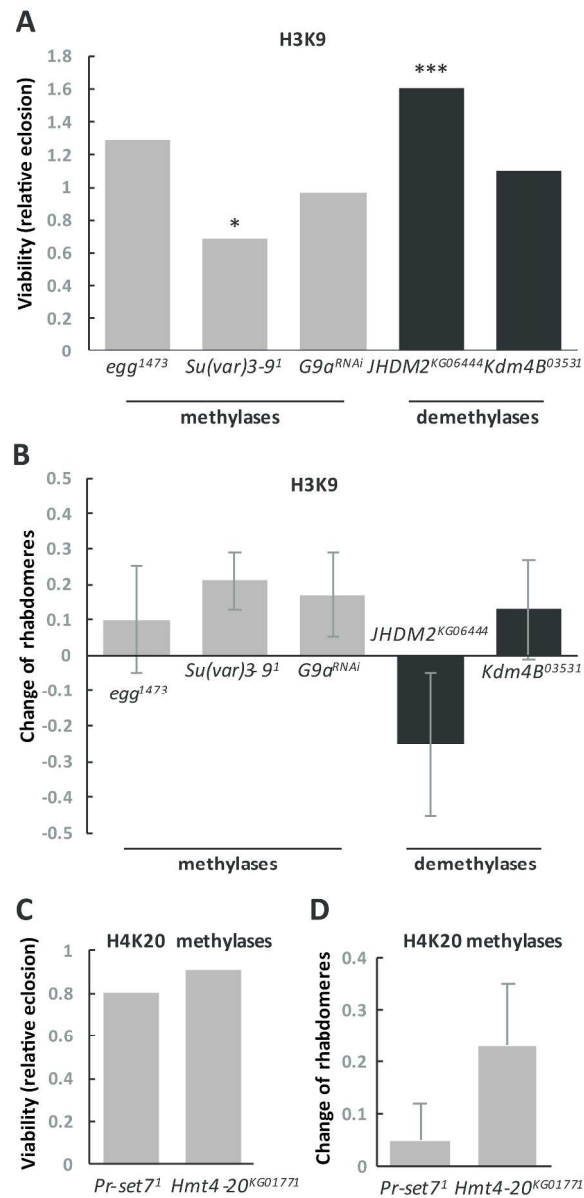 A
H3K9
Viability (relative eclosion)
1.8
1.6
1.4
1.2
1
0.8
0.6
0.4
0.2
0
*
***
egg1473 Su(var)3-91 G9aRNAi JHDM2KG06444 Kdm4B03531
methylases demethylases
B
H3K9
Change of rhabdomeres
0.5
0.4
0.3
0.2
0.1
0
-0.1
-0.2
-0.3
-0.4
-0.5
JHDM2KG06444
egg1473 Su(var)3-91 G9aRNAi Kdm4B03531
methylases demethylases
C
H4K20 methylases
Viability (relative eclosion)
1
0.8
0.6
0.4
0.2
0
Pr-set71 Hmt4-20KG01771
D
H4K20 methylases
Change of rhabdomeres
0.4
0.3
0.2
0.1
0
Pr-set71 Hmt4-20KG01771